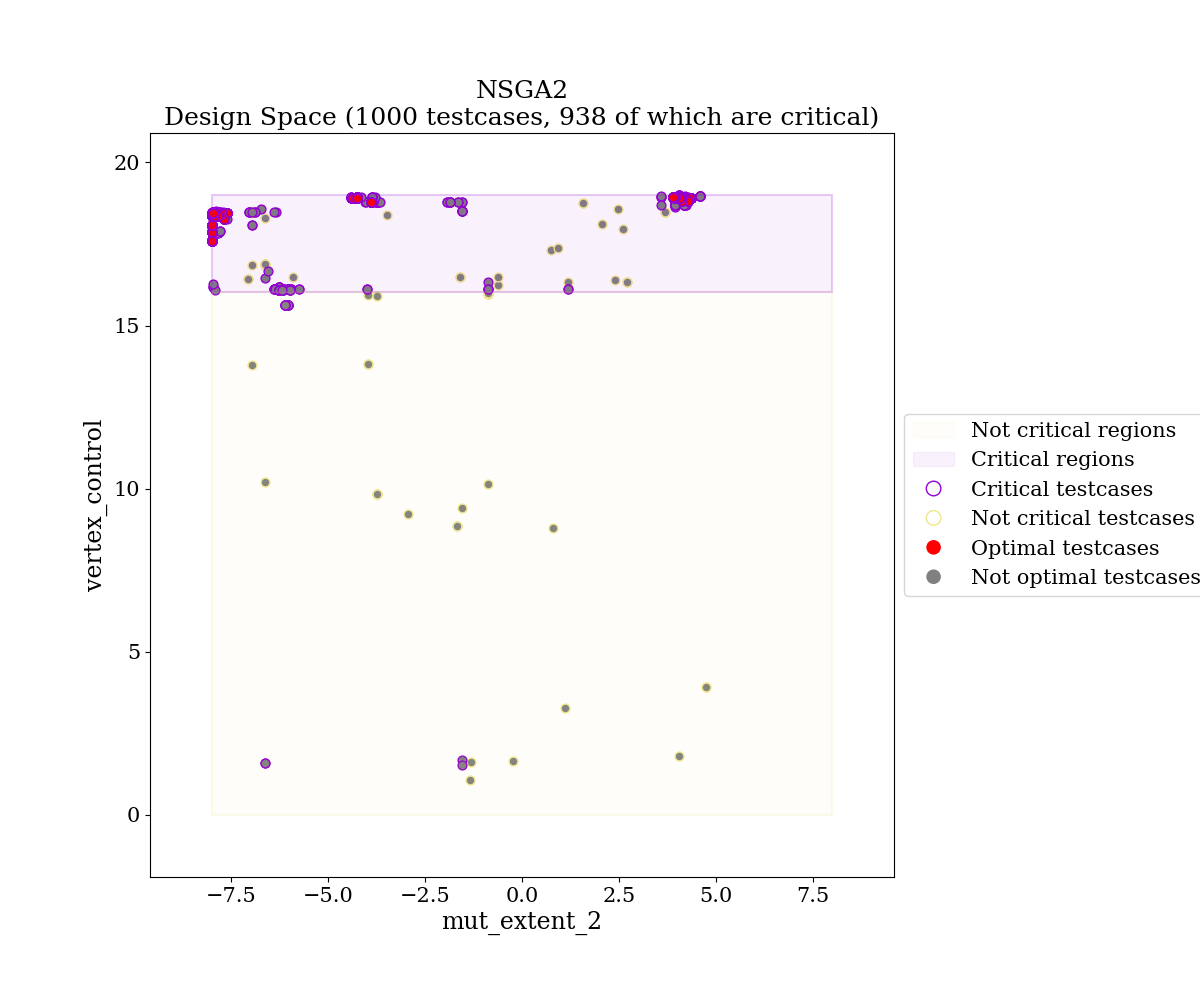 NSGA2
Design Space (1000 testcases, 938 of which are critical)
20
15
10
5
0
vertex_control
−7.5
−5.0
−2.5
0.0
2.5
5.0
7.5
mut_extent_2
Not critical regions
Critical regions
Critical testcases
Not critical testcases
Optimal testcases
Not optimal testcases